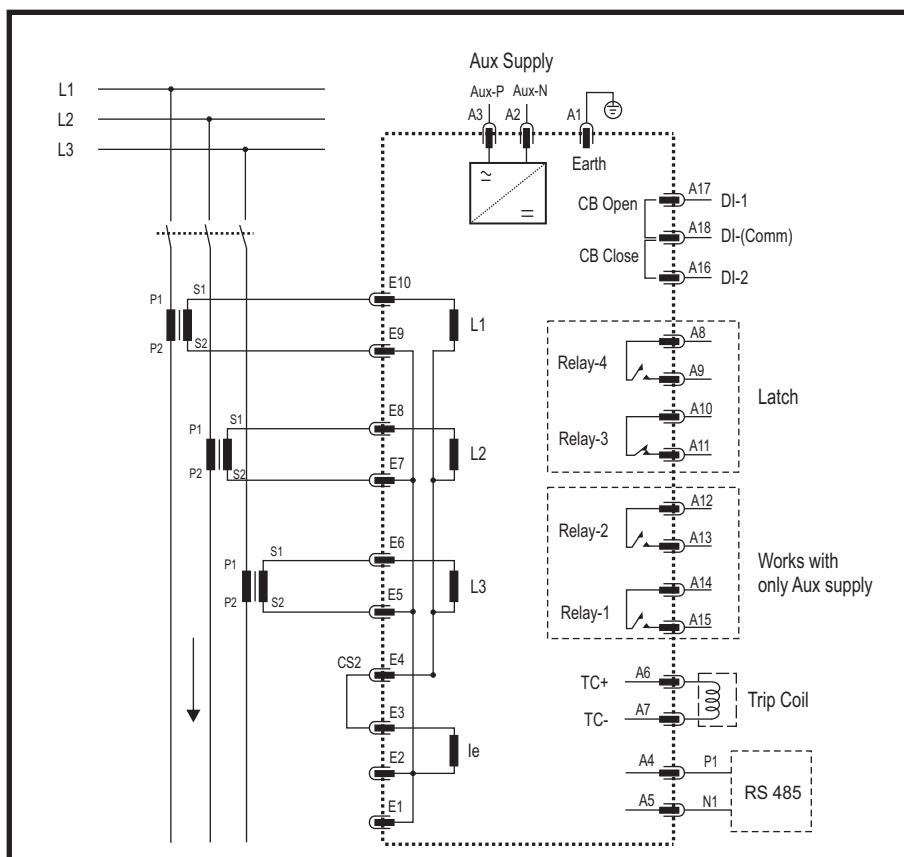 Aux Supply
Aux-P Aux-N
A3 A2 A1
Earth
L1
L2
L3
CB Open
CB Close
A17 DI-1
A18 DI-(Comm)
A16 DI-2
P1 S1
P2 S2
E10
L1
E9
P1 S1
P2 S2
E8
L2
E7
P1 S1
P2 S2
E6
L3
E5
CS2 E4
E3
Ie
E2
E1
Relay-4
A8
A9
Relay-3
A10
A11
Latch
Relay-2
A12
A13
Relay-1
A14
A15
Works with
only Aux supply
TC+ A6
TC- A7
Trip Coil
A4 P1
A5 N1
RS 485